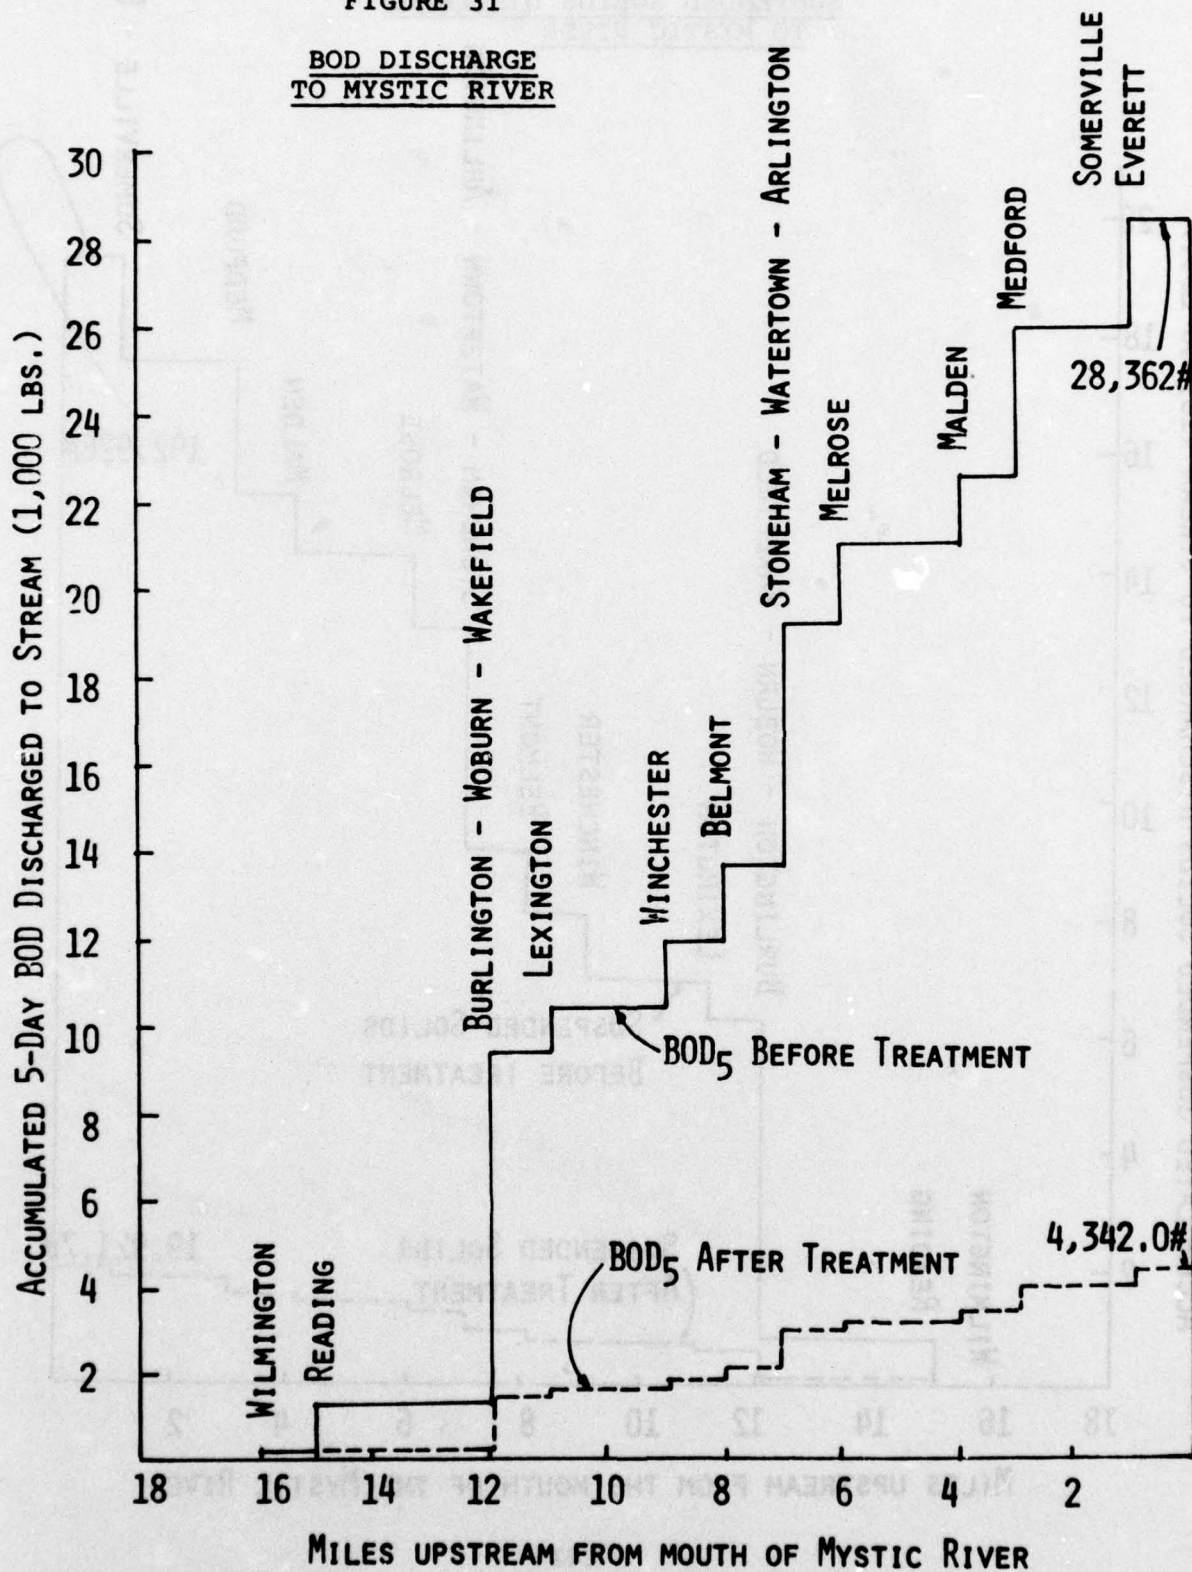 FIGURE 31
BOD DISCHARGE
TO MYSTIC RIVER
ACCUMULATED 5-DAY BOD DISCHARGED TO STREAM (1,000 LBS.)
30
28
26
24
22
20
18
16
14
12
10
8
6
4
2
WILMINGTON
READING
BURLINGTON - WOBURN - WAKEFIELD
LEXINGTON
WINCHESTER
BELMONT
STONEHAM - WATERTOWN - ARLINGTON
MELROSE
MALDEN
MEDFORD
SOMERVILLE
EVERETT
28,362#
BOD5 BEFORE TREATMENT
BOD5 AFTER TREATMENT
4,342.0#
18 16 14 12 10 8 6 4 2
MILES UPSTREAM FROM MOUTH OF MYSTIC RIVER